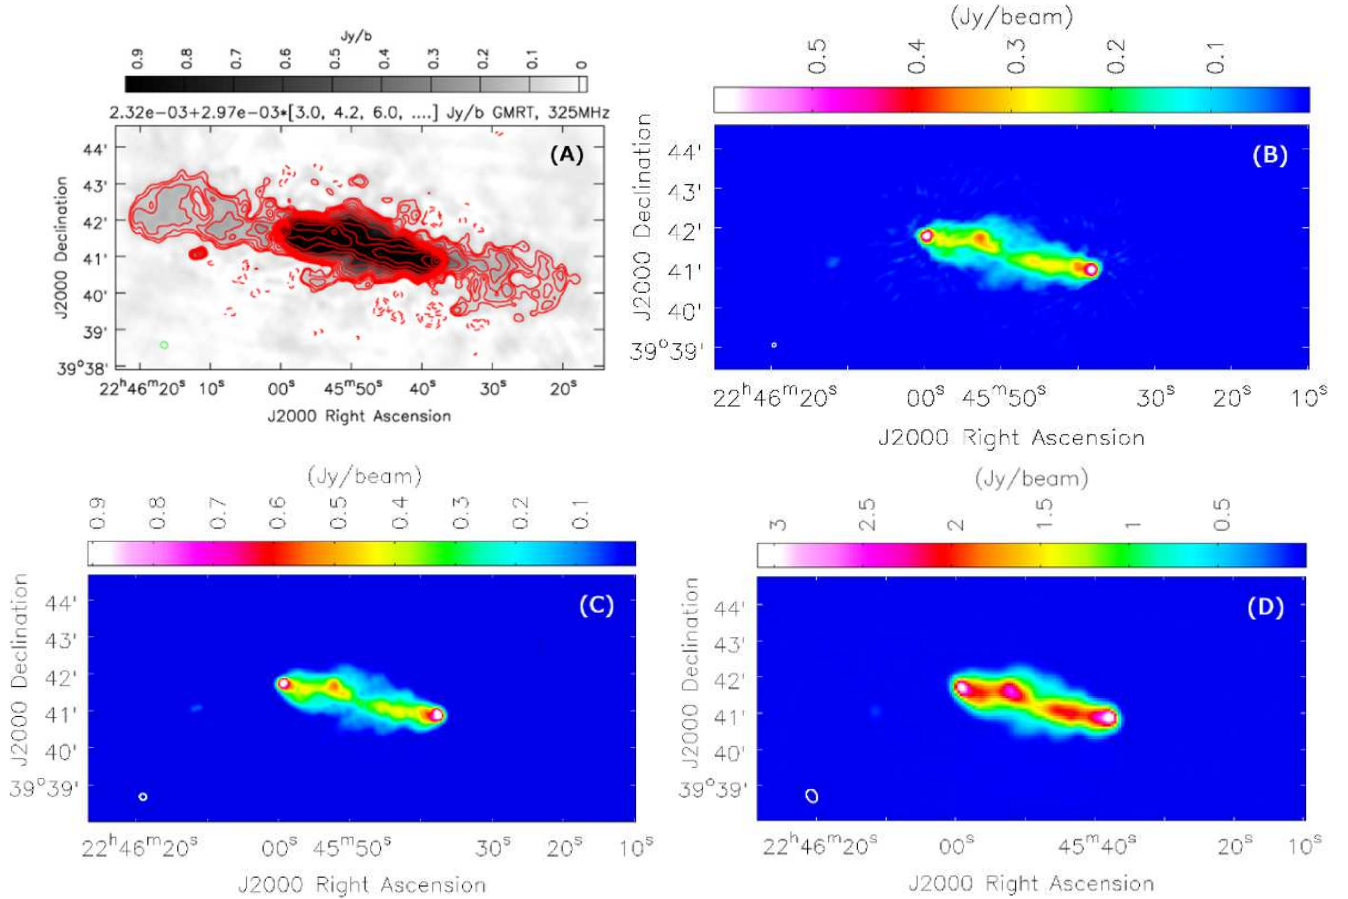 Jy/b
0.9 0.8 0.7 0.6 0.5 0.4 0.3 0.2 0.1 0
2.32e−03+2.97e−03*[3.0, 4.2, 6.0, ....] Jy/b GMRT, 325MHz
(A)
J2000 Declination
44'
43'
42'
41'
40'
39'
39°38'
22ʰ46ᵐ20ˢ 10ˢ 00ˢ 45ᵐ50ˢ 40ˢ 30ˢ 20ˢ
J2000 Right Ascension
(Jy/beam)
0.5 0.4 0.3 0.2 0.1
(B)
J2000 Declination
44'
43'
42'
41'
40'
39°39'
22ʰ46ᵐ20ˢ 00ˢ 45ᵐ50ˢ 30ˢ 20ˢ 10ˢ
J2000 Right Ascension
(Jy/beam)
0.9 0.8 0.7 0.6 0.5 0.4 0.3 0.2 0.1
(C)
J2000 Declination
44'
43'
42'
41'
40'
39°39'
22ʰ46ᵐ20ˢ 00ˢ 45ᵐ50ˢ 30ˢ 20ˢ 10ˢ
J2000 Right Ascension
(Jy/beam)
3 2.5 2 1.5 1 0.5
(D)
J2000 Declination
44'
43'
42'
41'
40'
39°39'
22ʰ46ᵐ20ˢ 00ˢ 45ᵐ40ˢ 20ˢ 10ˢ
J2000 Right Ascension